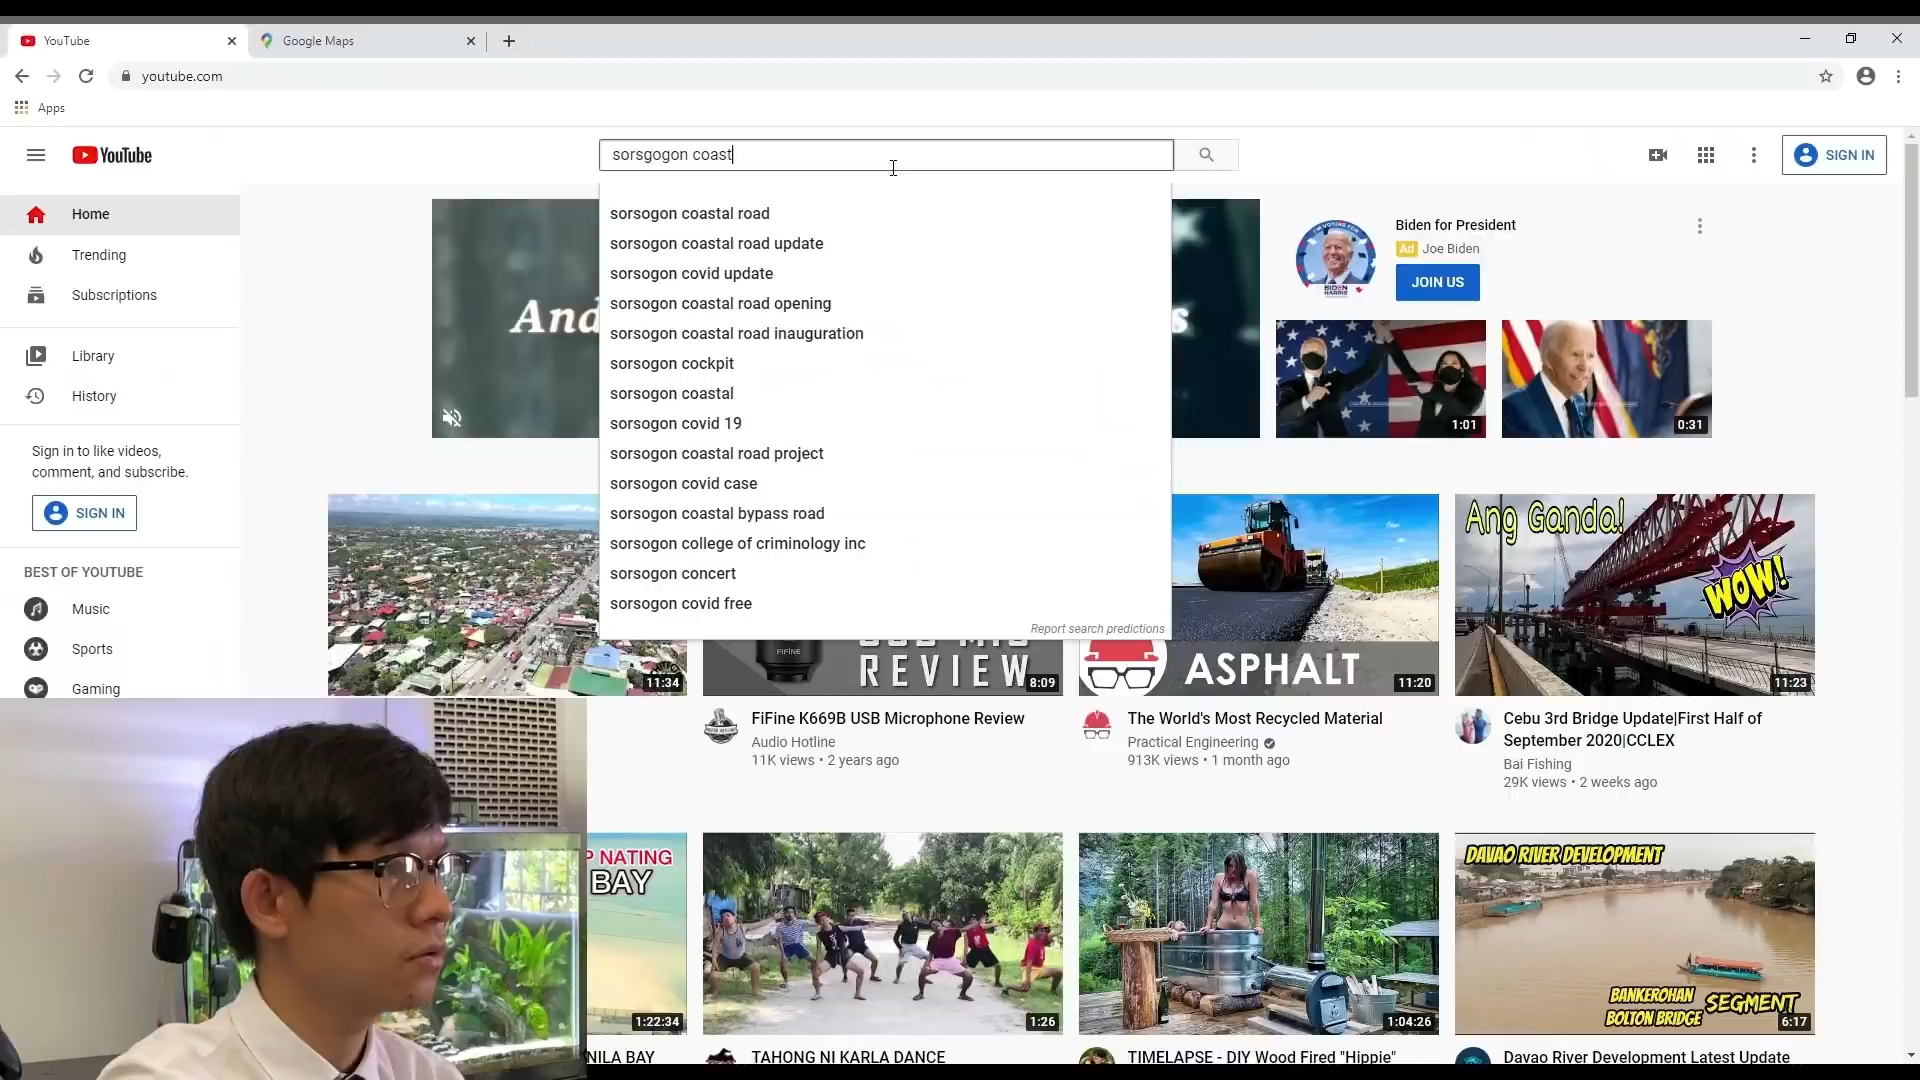 YouTube
Google Maps
youtube.com
Apps
YouTube
sorsgogon coast
SIGN IN
Home
Trending
Subscriptions
Library
History
Sign in to like videos,
comment, and subscribe.
SIGN IN
BEST OF YOUTUBE
Music
Sports
Gaming
sorsogon coastal road
sorsogon coastal road update
sorsogon covid update
sorsogon coastal road opening
sorsogon coastal road inauguration
sorsogon cockpit
sorsogon coastal
sorsogon covid 19
sorsogon coastal road project
sorsogon covid case
sorsogon coastal bypass road
sorsogon college of criminology inc
sorsogon concert
sorsogon covid free
Report search predictions
And
s
Biden for President
Ad Joe Biden
JOIN US
BIDEN
HARRIS
1:01
0:31
11:34
FIFINE
REVIEW
8:09
FiFine K669B USB Microphone Review
Audio Hotline
11K views • 2 years ago
ASPHALT
11:20
The World's Most Recycled Material
Practical Engineering
913K views • 1 month ago
Ang Ganda!
WOW!
11:23
Cebu 3rd Bridge Update|First Half of
September 2020|CCLEX
Bai Fishing
29K views • 2 weeks ago
P NATING
BAY
1:22:34
NILA BAY
1:26
TAHONG NI KARLA DANCE
1:04:26
TIMELAPSE - DIY Wood Fired "Hippie"
DAVAO RIVER DEVELOPMENT
BANKEROHAN
BOLTON BRIDGE
SEGMENT
6:17
Davao River Development Latest Update